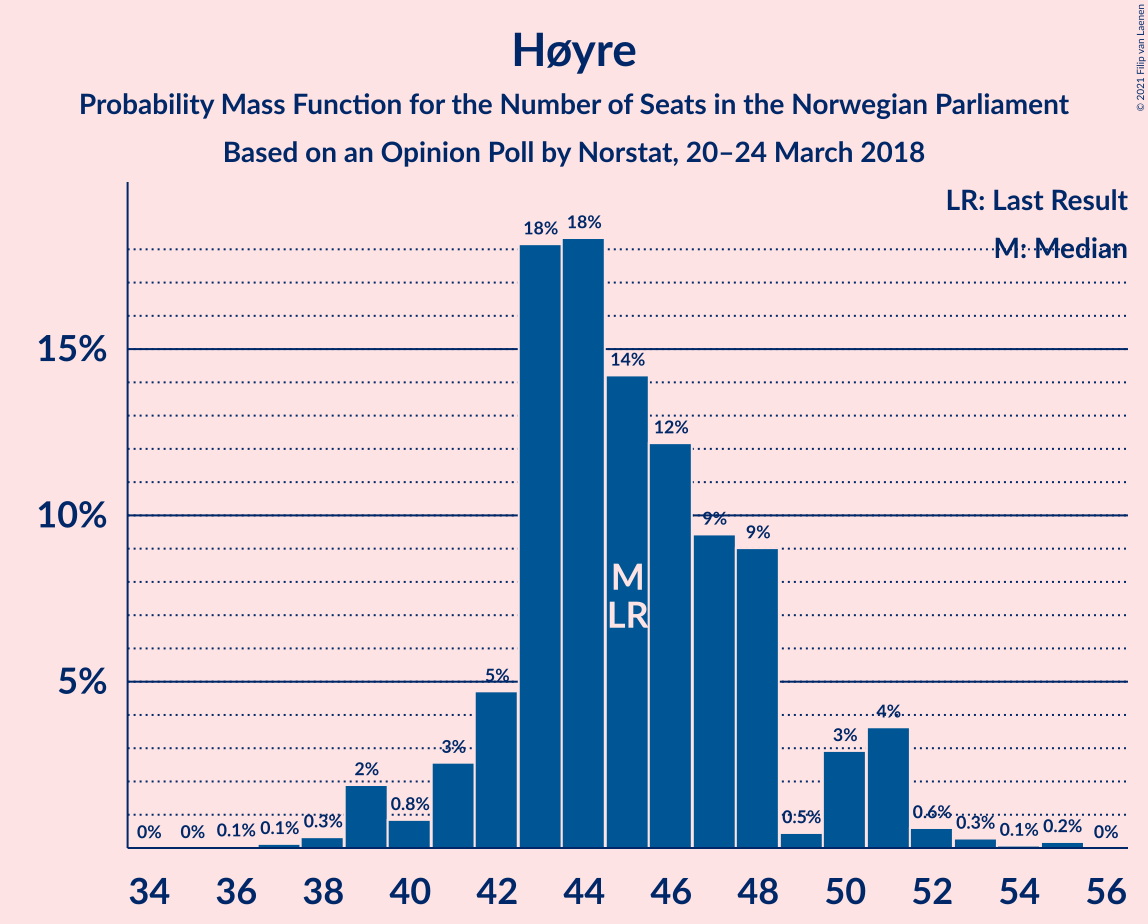 Høyre
Probability Mass Function for the Number of Seats in the Norwegian Parliament
Based on an Opinion Poll by Norstat, 20–24 March 2018
© 2021 Filip van Laenen
LR: Last Result
M: Median
15%
10%
5%
0%
0%
0.1%
0.1%
0.3%
2%
0.8%
3%
5%
18%
18%
14%
12%
9%
9%
0.5%
3%
4%
0.6%
0.3%
0.1%
0.2%
0%
M
LR
34 36 38 40 42 44 46 48 50 52 54 56